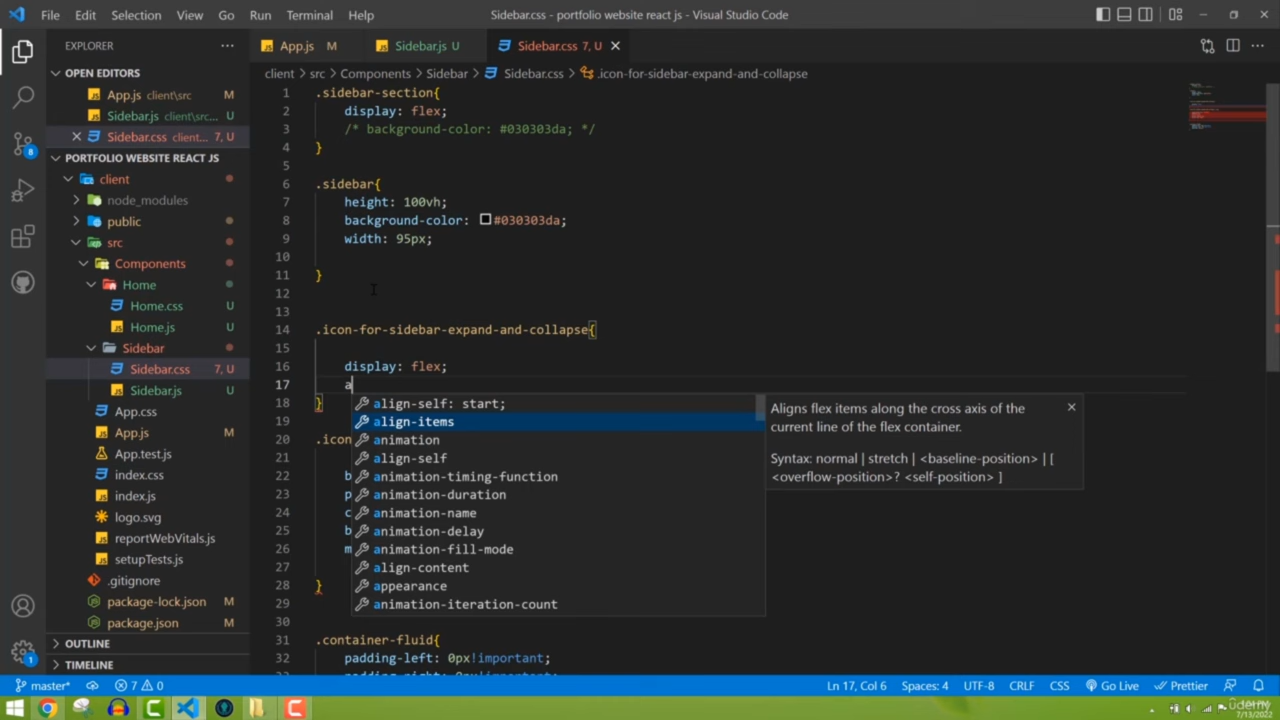 File Edit Selection View Go Run Terminal Help
Sidebar.css - portfolio website react js - Visual Studio Code
EXPLORER
App.js M
Sidebar.js U
Sidebar.css 7, U
client > src > Components > Sidebar > Sidebar.css > .icon-for-sidebar-expand-and-collapse
OPEN EDITORS
App.js client\src M
Sidebar.js client\src... U
Sidebar.css client... 7, U
PORTFOLIO WEBSITE REACT JS
client
node_modules
public
src
Components
Home
Home.css U
Home.js U
Sidebar
Sidebar.css 7, U
Sidebar.js U
App.css
App.js M
App.test.js
index.css
index.js
logo.svg
reportWebVitals.js
setupTests.js
.gitignore
package-lock.json M
package.json M
OUTLINE
TIMELINE
8
1
1 .sidebar-section{
2 display: flex;
3 /* background-color: #030303da; */
4 }
5
6 .sidebar{
7 height: 100vh;
8 background-color: #030303da;
9 width: 95px;
10
11 }
12
13
14 .icon-for-sidebar-expand-and-collapse{
15
16 display: flex;
17 a
18 }
19
20 .icon
21
22 b
23 p
24 c
25 b
26 m
27
28 }
29
30
31 .container-fluid{
32 padding-left: 0px!important;
align-self: start;
align-items
animation
align-self
animation-timing-function
animation-duration
animation-name
animation-delay
animation-fill-mode
align-content
appearance
animation-iteration-count
Aligns flex items along the cross axis of the
current line of the flex container.
Syntax: normal | stretch | <baseline-position> | [
<overflow-position>? <self-position> ]
master* 7 0
Ln 17, Col 6 Spaces: 4 UTF-8 CRLF CSS Go Live Prettier
udemy
7/13/2022